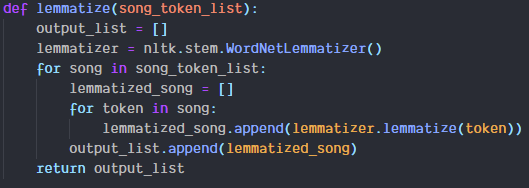 def lemmatize(song_token_list):
    output_list = []
    lemmatizer = nltk.stem.WordNetLemmatizer()
    for song in song_token_list:
        lemmatized_song = []
        for token in song:
            lemmatized_song.append(lemmatizer.lemmatize(token))
        output_list.append(lemmatized_song)
    return output_list